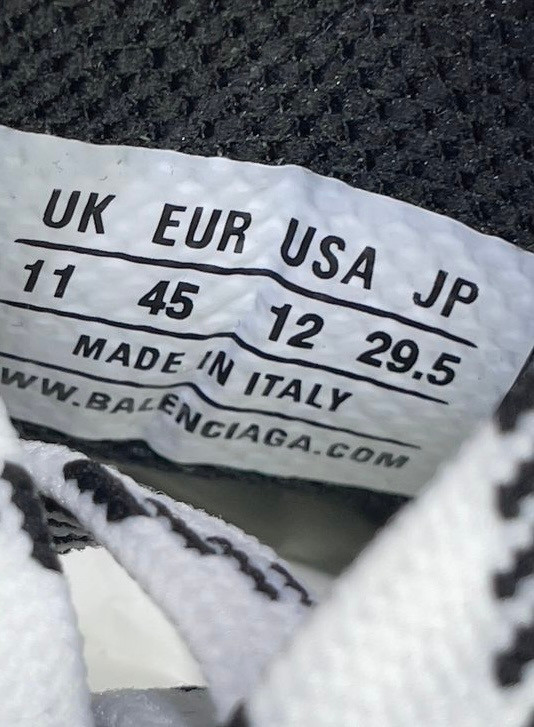 UK EUR USA JP
11 45 12 29.5
MADE IN ITALY
WWW.BALENCIAGA.COM